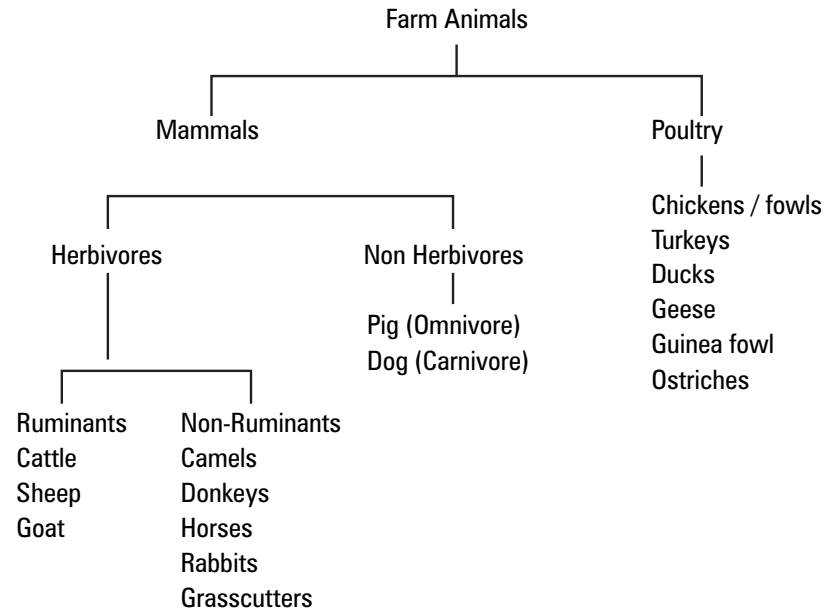 Farm Animals
Mammals
Poultry
Chickens / fowls
Turkeys
Ducks
Geese
Guinea fowl
Ostriches
Herbivores
Non Herbivores
Pig (Omnivore)
Dog (Carnivore)
Ruminants
Cattle
Sheep
Goat
Non-Ruminants
Camels
Donkeys
Horses
Rabbits
Grasscutters